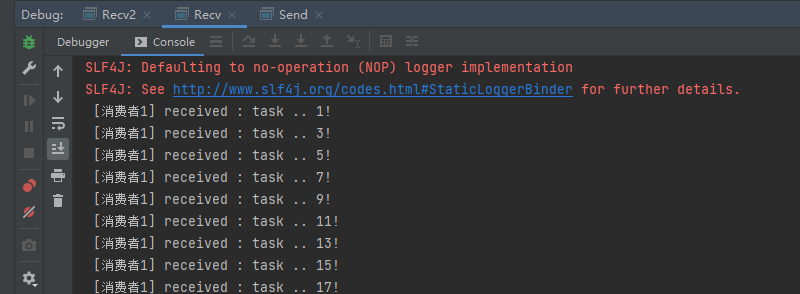 Debug: Recv2 Recv Send
Debugger Console
SLF4J: Defaulting to no-operation (NOP) logger implementation
SLF4J: See http://www.slf4j.org/codes.html#StaticLoggerBinder for further details.
[消费者1] received : task .. 1!
[消费者1] received : task .. 3!
[消费者1] received : task .. 5!
[消费者1] received : task .. 7!
[消费者1] received : task .. 9!
[消费者1] received : task .. 11!
[消费者1] received : task .. 13!
[消费者1] received : task .. 15!
[消费者1] received : task .. 17!